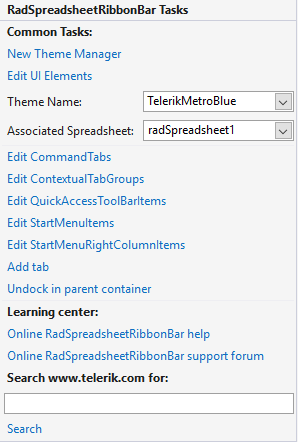 RadSpreadsheetRibbonBar Tasks
Common Tasks:
New Theme Manager
Edit UI Elements
Theme Name: TelerikMetroBlue
Associated Spreadsheet: radSpreadsheet1
Edit CommandTabs
Edit ContextualTabGroups
Edit QuickAccessToolBarItems
Edit StartMenuItems
Edit StartMenuRightColumnItems
Add tab
Undock in parent container
Learning center:
Online RadSpreadsheetRibbonBar help
Online RadSpreadsheetRibbonBar support forum
Search www.telerik.com for:
Search